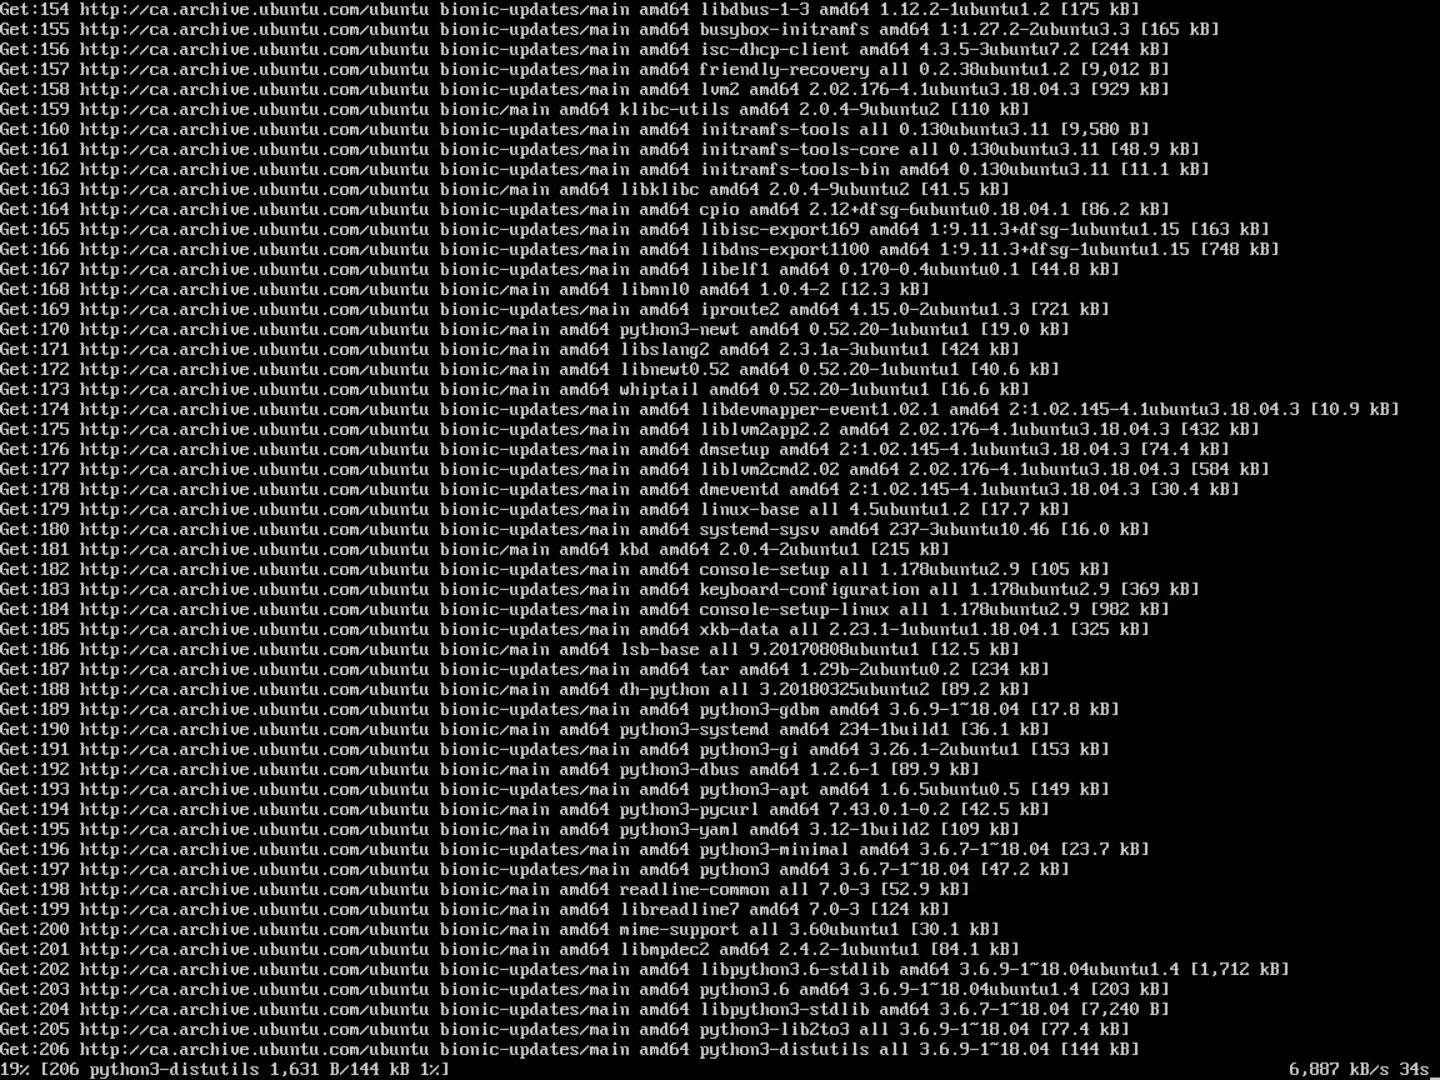 Get:154 http://ca.archive.ubuntu.com/ubuntu bionic-updates/main amd64 libdbus-1-3 amd64 1.12.2-1ubuntu1.2 [175 kB]
Get:155 http://ca.archive.ubuntu.com/ubuntu bionic-updates/main amd64 busybox-initramfs amd64 1:1.27.2-2ubuntu3.3 [165 kB]
Get:156 http://ca.archive.ubuntu.com/ubuntu bionic-updates/main amd64 isc-dhcp-client amd64 4.3.5-3ubuntu7.2 [244 kB]
Get:157 http://ca.archive.ubuntu.com/ubuntu bionic-updates/main amd64 friendly-recovery all 0.2.38ubuntu1.2 [9,012 B]
Get:158 http://ca.archive.ubuntu.com/ubuntu bionic-updates/main amd64 lvm2 amd64 2.02.176-4.1ubuntu3.18.04.3 [929 kB]
Get:159 http://ca.archive.ubuntu.com/ubuntu bionic/main amd64 klibc-utils amd64 2.0.4-9ubuntu2 [110 kB]
Get:160 http://ca.archive.ubuntu.com/ubuntu bionic-updates/main amd64 initramfs-tools all 0.130ubuntu3.11 [9,580 B]
Get:161 http://ca.archive.ubuntu.com/ubuntu bionic-updates/main amd64 initramfs-tools-core all 0.130ubuntu3.11 [48.9 kB]
Get:162 http://ca.archive.ubuntu.com/ubuntu bionic-updates/main amd64 initramfs-tools-bin amd64 0.130ubuntu3.11 [11.1 kB]
Get:163 http://ca.archive.ubuntu.com/ubuntu bionic/main amd64 libklibc amd64 2.0.4-9ubuntu2 [41.5 kB]
Get:164 http://ca.archive.ubuntu.com/ubuntu bionic-updates/main amd64 cpio amd64 2.12+dfsg-6ubuntu0.18.04.1 [86.2 kB]
Get:165 http://ca.archive.ubuntu.com/ubuntu bionic-updates/main amd64 libisc-export169 amd64 1:9.11.3+dfsg-1ubuntu1.15 [163 kB]
Get:166 http://ca.archive.ubuntu.com/ubuntu bionic-updates/main amd64 libdns-export1100 amd64 1:9.11.3+dfsg-1ubuntu1.15 [748 kB]
Get:167 http://ca.archive.ubuntu.com/ubuntu bionic-updates/main amd64 libelf1 amd64 0.170-0.4ubuntu0.1 [44.8 kB]
Get:168 http://ca.archive.ubuntu.com/ubuntu bionic/main amd64 libmnl0 amd64 1.0.4-2 [12.3 kB]
Get:169 http://ca.archive.ubuntu.com/ubuntu bionic-updates/main amd64 iproute2 amd64 4.15.0-2ubuntu1.3 [721 kB]
Get:170 http://ca.archive.ubuntu.com/ubuntu bionic/main amd64 python3-newt amd64 0.52.20-1ubuntu1 [19.0 kB]
Get:171 http://ca.archive.ubuntu.com/ubuntu bionic/main amd64 libslang2 amd64 2.3.1a-3ubuntu1 [424 kB]
Get:172 http://ca.archive.ubuntu.com/ubuntu bionic/main amd64 libnewt0.52 amd64 0.52.20-1ubuntu1 [40.6 kB]
Get:173 http://ca.archive.ubuntu.com/ubuntu bionic/main amd64 whiptail amd64 0.52.20-1ubuntu1 [16.6 kB]
Get:174 http://ca.archive.ubuntu.com/ubuntu bionic-updates/main amd64 libdevmapper-event1.02.1 amd64 2:1.02.145-4.1ubuntu3.18.04.3 [10.9 kB]
Get:175 http://ca.archive.ubuntu.com/ubuntu bionic-updates/main amd64 liblvm2app2.2 amd64 2.02.176-4.1ubuntu3.18.04.3 [432 kB]
Get:176 http://ca.archive.ubuntu.com/ubuntu bionic-updates/main amd64 dmsetup amd64 2:1.02.145-4.1ubuntu3.18.04.3 [74.4 kB]
Get:177 http://ca.archive.ubuntu.com/ubuntu bionic-updates/main amd64 liblvm2cmd2.02 amd64 2.02.176-4.1ubuntu3.18.04.3 [584 kB]
Get:178 http://ca.archive.ubuntu.com/ubuntu bionic-updates/main amd64 dmeventd amd64 2:1.02.145-4.1ubuntu3.18.04.3 [30.4 kB]
Get:179 http://ca.archive.ubuntu.com/ubuntu bionic-updates/main amd64 linux-base all 4.5ubuntu1.2 [17.7 kB]
Get:180 http://ca.archive.ubuntu.com/ubuntu bionic-updates/main amd64 systemd-sysv amd64 237-3ubuntu10.46 [16.0 kB]
Get:181 http://ca.archive.ubuntu.com/ubuntu bionic/main amd64 kbd amd64 2.0.4-2ubuntu1 [215 kB]
Get:182 http://ca.archive.ubuntu.com/ubuntu bionic-updates/main amd64 console-setup all 1.178ubuntu2.9 [105 kB]
Get:183 http://ca.archive.ubuntu.com/ubuntu bionic-updates/main amd64 keyboard-configuration all 1.178ubuntu2.9 [369 kB]
Get:184 http://ca.archive.ubuntu.com/ubuntu bionic-updates/main amd64 console-setup-linux all 1.178ubuntu2.9 [982 kB]
Get:185 http://ca.archive.ubuntu.com/ubuntu bionic-updates/main amd64 xkb-data all 2.23.1-1ubuntu1.18.04.1 [325 kB]
Get:186 http://ca.archive.ubuntu.com/ubuntu bionic/main amd64 lsb-base all 9.20170808ubuntu1 [12.5 kB]
Get:187 http://ca.archive.ubuntu.com/ubuntu bionic-updates/main amd64 tar amd64 1.29b-2ubuntu0.2 [234 kB]
Get:188 http://ca.archive.ubuntu.com/ubuntu bionic/main amd64 dh-python all 3.20180325ubuntu2 [89.2 kB]
Get:189 http://ca.archive.ubuntu.com/ubuntu bionic-updates/main amd64 python3-gdbm amd64 3.6.9-1~18.04 [17.8 kB]
Get:190 http://ca.archive.ubuntu.com/ubuntu bionic/main amd64 python3-systemd amd64 234-1build1 [36.1 kB]
Get:191 http://ca.archive.ubuntu.com/ubuntu bionic-updates/main amd64 python3-gi amd64 3.26.1-2ubuntu1 [153 kB]
Get:192 http://ca.archive.ubuntu.com/ubuntu bionic/main amd64 python3-dbus amd64 1.2.6-1 [89.9 kB]
Get:193 http://ca.archive.ubuntu.com/ubuntu bionic-updates/main amd64 python3-apt amd64 1.6.5ubuntu0.5 [149 kB]
Get:194 http://ca.archive.ubuntu.com/ubuntu bionic/main amd64 python3-pycurl amd64 7.43.0.1-0.2 [42.5 kB]
Get:195 http://ca.archive.ubuntu.com/ubuntu bionic/main amd64 python3-yaml amd64 3.12-1build2 [109 kB]
Get:196 http://ca.archive.ubuntu.com/ubuntu bionic-updates/main amd64 python3-minimal amd64 3.6.7-1~18.04 [23.7 kB]
Get:197 http://ca.archive.ubuntu.com/ubuntu bionic-updates/main amd64 python3 amd64 3.6.7-1~18.04 [47.2 kB]
Get:198 http://ca.archive.ubuntu.com/ubuntu bionic/main amd64 readline-common all 7.0-3 [52.9 kB]
Get:199 http://ca.archive.ubuntu.com/ubuntu bionic/main amd64 libreadline7 amd64 7.0-3 [124 kB]
Get:200 http://ca.archive.ubuntu.com/ubuntu bionic/main amd64 mime-support all 3.60ubuntu1 [30.1 kB]
Get:201 http://ca.archive.ubuntu.com/ubuntu bionic/main amd64 libmpdec2 amd64 2.4.2-1ubuntu1 [84.1 kB]
Get:202 http://ca.archive.ubuntu.com/ubuntu bionic-updates/main amd64 libpython3.6-stdlib amd64 3.6.9-1~18.04ubuntu1.4 [1,712 kB]
Get:203 http://ca.archive.ubuntu.com/ubuntu bionic-updates/main amd64 python3.6 amd64 3.6.9-1~18.04ubuntu1.4 [203 kB]
Get:204 http://ca.archive.ubuntu.com/ubuntu bionic-updates/main amd64 libpython3-stdlib amd64 3.6.7-1~18.04 [7,240 B]
Get:205 http://ca.archive.ubuntu.com/ubuntu bionic-updates/main amd64 python3-lib2to3 all 3.6.9-1~18.04 [77.4 kB]
Get:206 http://ca.archive.ubuntu.com/ubuntu bionic-updates/main amd64 python3-distutils all 3.6.9-1~18.04 [144 kB]
19% [206 python3-distutils 1,631 B/144 kB 1%] 6,887 kB/s 34s_